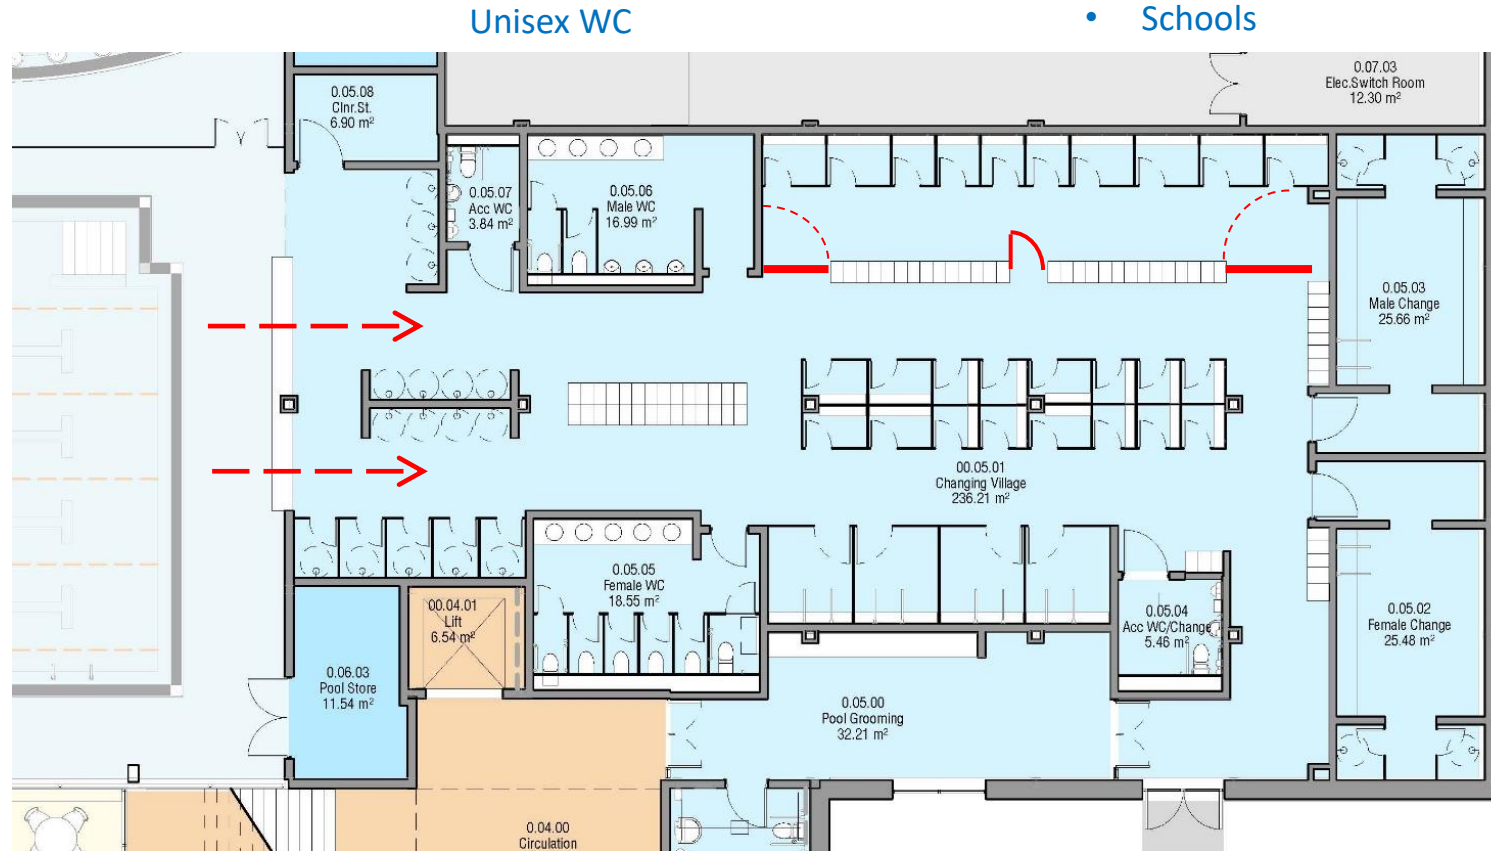 Unisex WC
• Schools
0.07.03
Elec.Switch Room
12.30 m²
0.05.08
Clnr.St.
6.90 m²
0.05.07
Acc WC
3.84 m²
0.05.06
Male WC
16.99 m²
0.05.03
Male Change
25.66 m²
00.05.01
Changing Village
236.21 m²
0.05.05
Female WC
18.55 m²
00.04.01
Lift
6.54 m²
0.05.04
Acc WC/Change
5.46 m²
0.05.02
Female Change
25.48 m²
0.06.03
Pool Store
11.54 m²
0.05.00
Pool Grooming
32.21 m²
0.04.00
Circulation